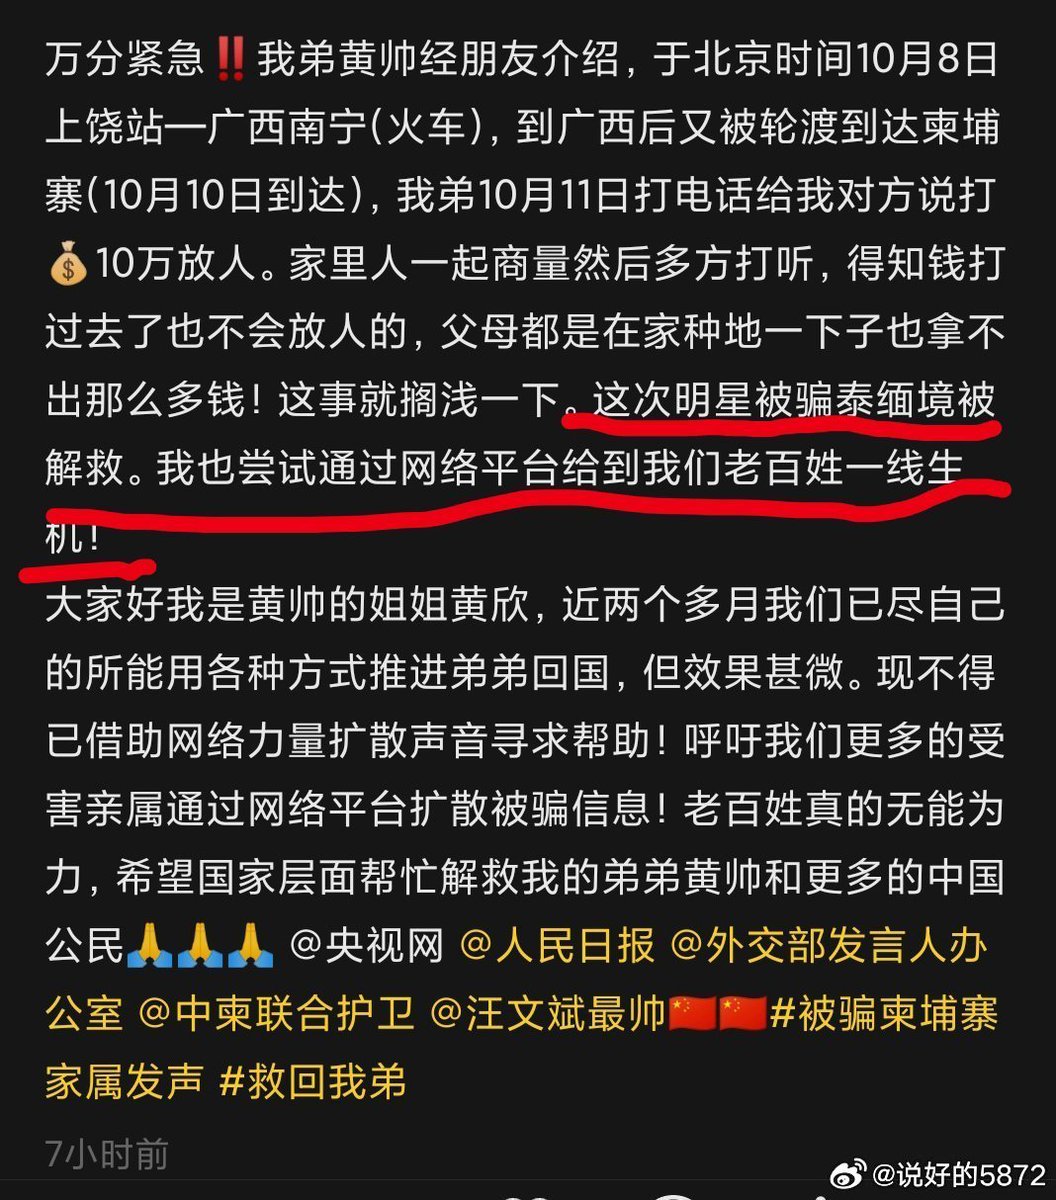 万分紧急‼️我弟黄帅经朋友介绍，于北京时间10月8日
上饶站—广西南宁(火车)，到广西后又被轮渡到达柬埔
寨(10月10日到达)，我弟10月11日打电话给我对方说打
💰10万放人。家里人一起商量然后多方打听，得知钱打
过去了也不会放人的，父母都是在家种地一下子也拿不
出那么多钱！这事就搁浅一下。这次明星被骗泰缅境被
解救。我也尝试通过网络平台给到我们老百姓一线生
机！
大家好我是黄帅的姐姐黄欣，近两个多月我们已尽自己
的所能用各种方式推进弟弟回国，但效果甚微。现不得
已借助网络力量扩散声音寻求帮助！呼吁我们更多的受
害亲属通过网络平台扩散被骗信息！老百姓真的无能为
力，希望国家层面帮忙解救我的弟弟黄帅和更多的中国
公民🙏🙏🙏 @央视网 @人民日报 @外交部发言人办
公室 @中柬联合护卫 @汪文斌最帅🇨🇳🇨🇳#被骗柬埔寨
家属发声 #救回我弟
7小时前
@说好的5872